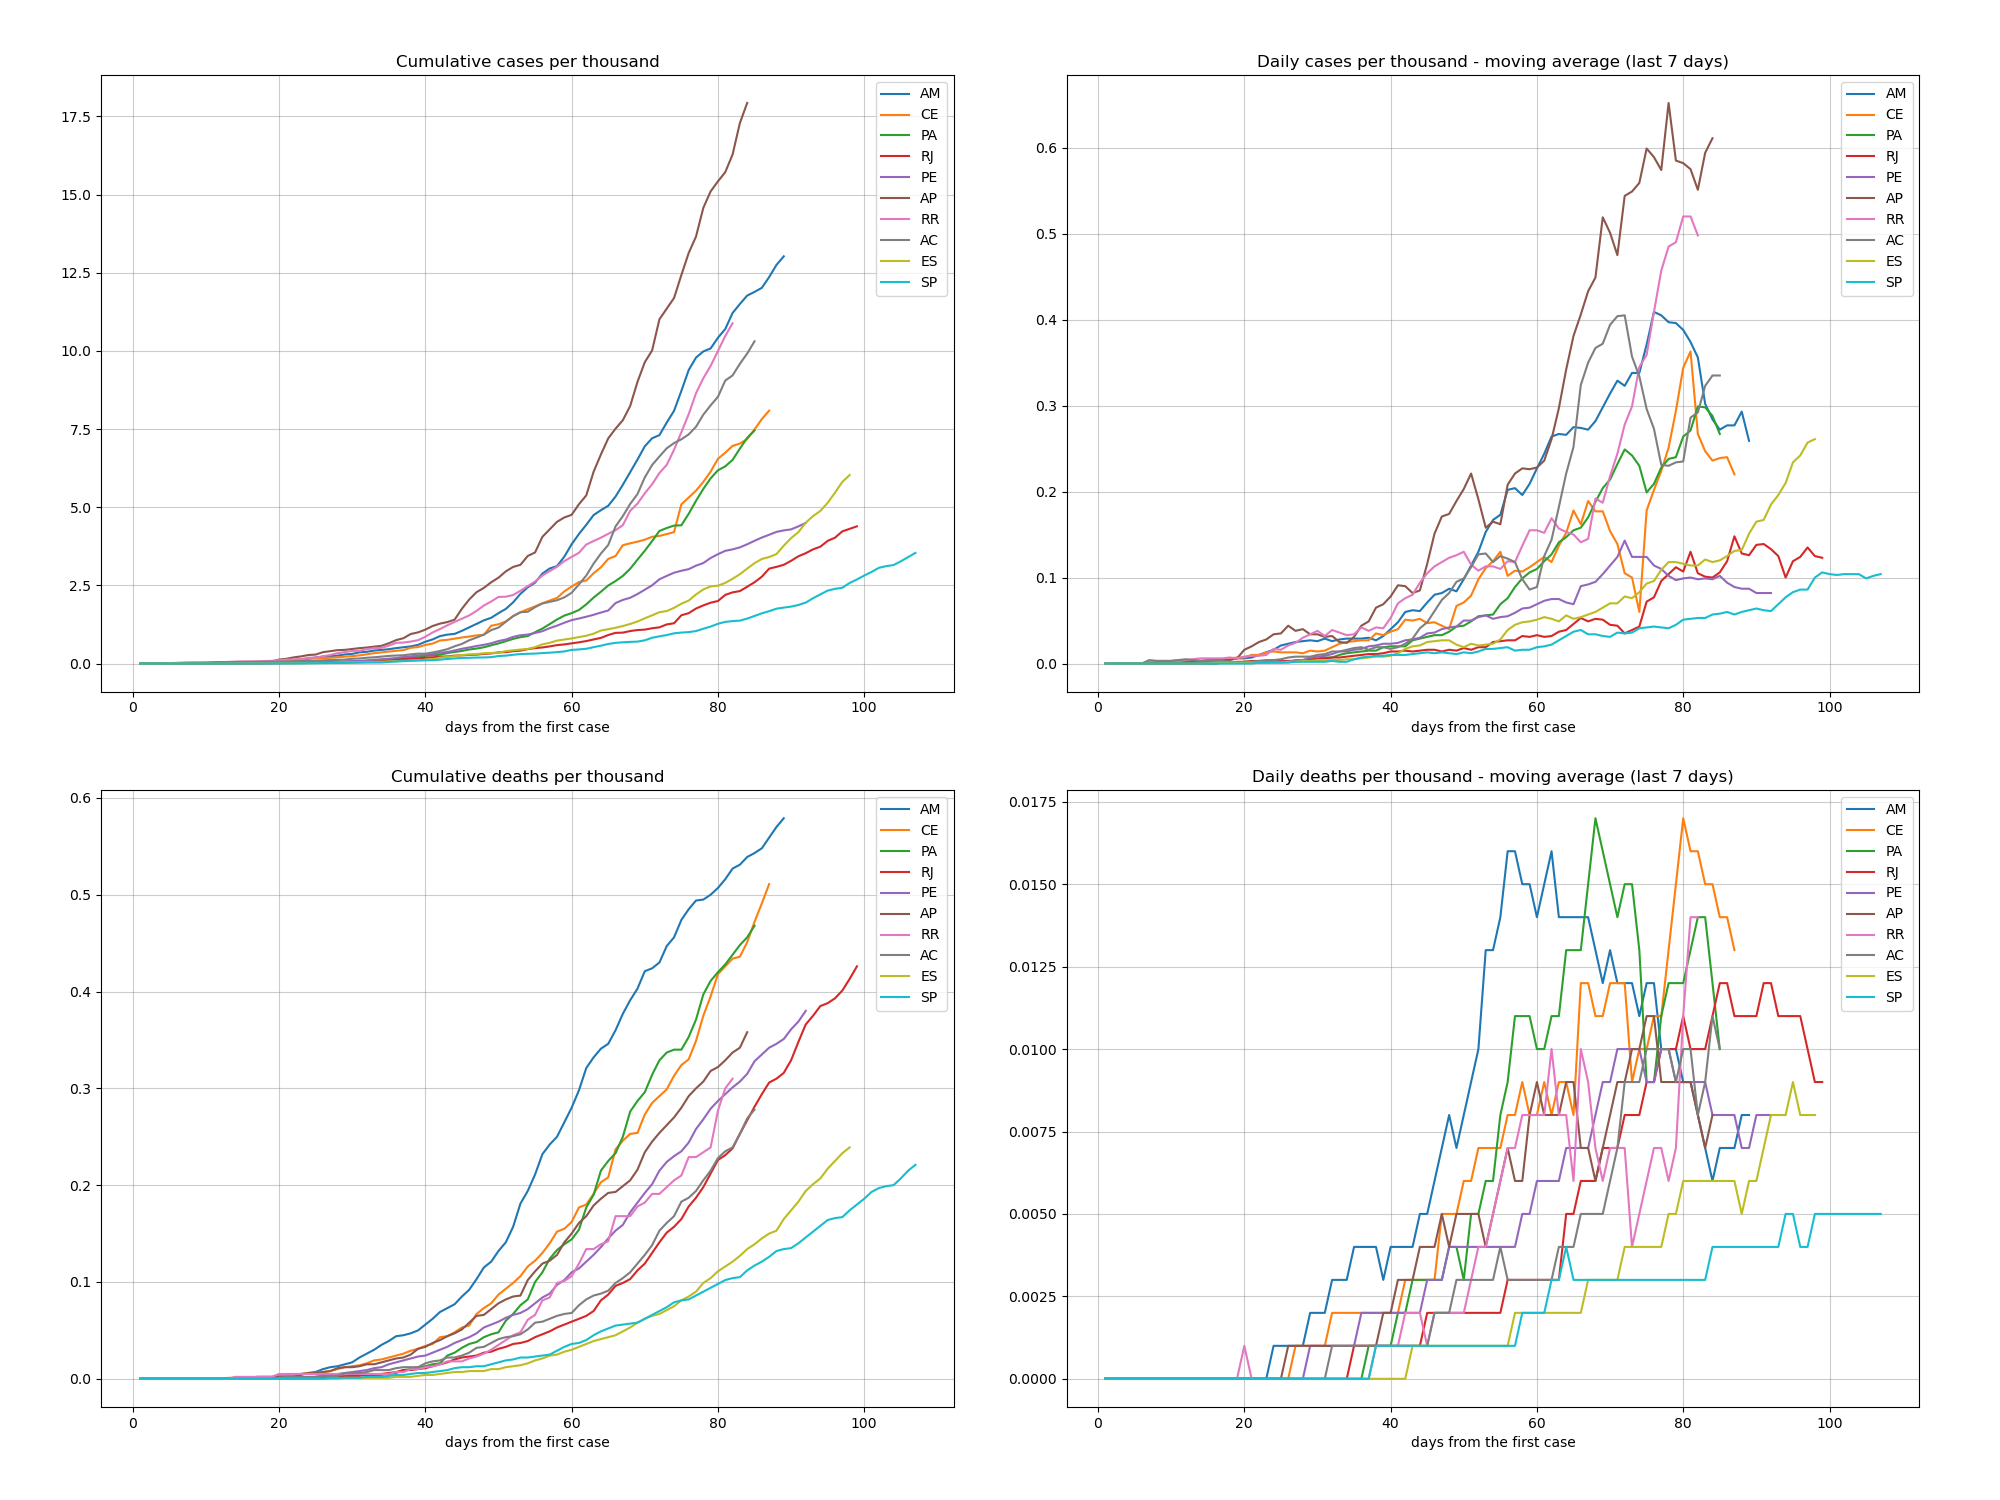 Cumulative cases per thousand
17.5
15.0
12.5
10.0
7.5
5.0
2.5
0.0
0 20 40 60 80 100
days from the first case
AM
CE
PA
RJ
PE
AP
RR
AC
ES
SP
Daily cases per thousand - moving average (last 7 days)
0.6
0.5
0.4
0.3
0.2
0.1
0.0
0 20 40 60 80 100
days from the first case
AM
CE
PA
RJ
PE
AP
RR
AC
ES
SP
Cumulative deaths per thousand
0.6
0.5
0.4
0.3
0.2
0.1
0.0
0 20 40 60 80 100
days from the first case
AM
CE
PA
RJ
PE
AP
RR
AC
ES
SP
Daily deaths per thousand - moving average (last 7 days)
0.0175
0.0150
0.0125
0.0100
0.0075
0.0050
0.0025
0.0000
0 20 40 60 80 100
days from the first case
AM
CE
PA
RJ
PE
AP
RR
AC
ES
SP